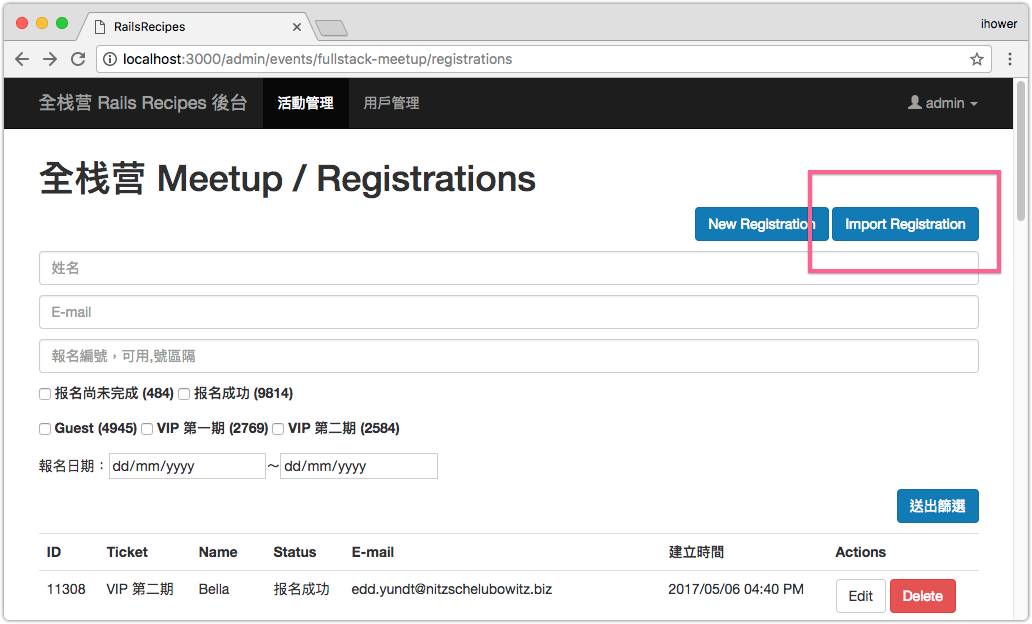 RailsRecipes
ihower
localhost:3000/admin/events/fullstack-meetup/registrations
全栈营 Rails Recipes 後台 活動管理 用戶管理 admin
全栈营 Meetup / Registrations
New Registration Import Registration
姓名
E-mail
報名編號，可用,號區隔
报名尚未完成 (484) 报名成功 (9814)
Guest (4945) VIP 第一期 (2769) VIP 第二期 (2584)
報名日期：dd/mm/yyyy ～ dd/mm/yyyy
送出篩選
ID Ticket Name Status E-mail 建立時間 Actions
11308 VIP 第二期 Bella 报名成功 edd.yundt@nitzschelubowitz.biz 2017/05/06 04:40 PM Edit Delete